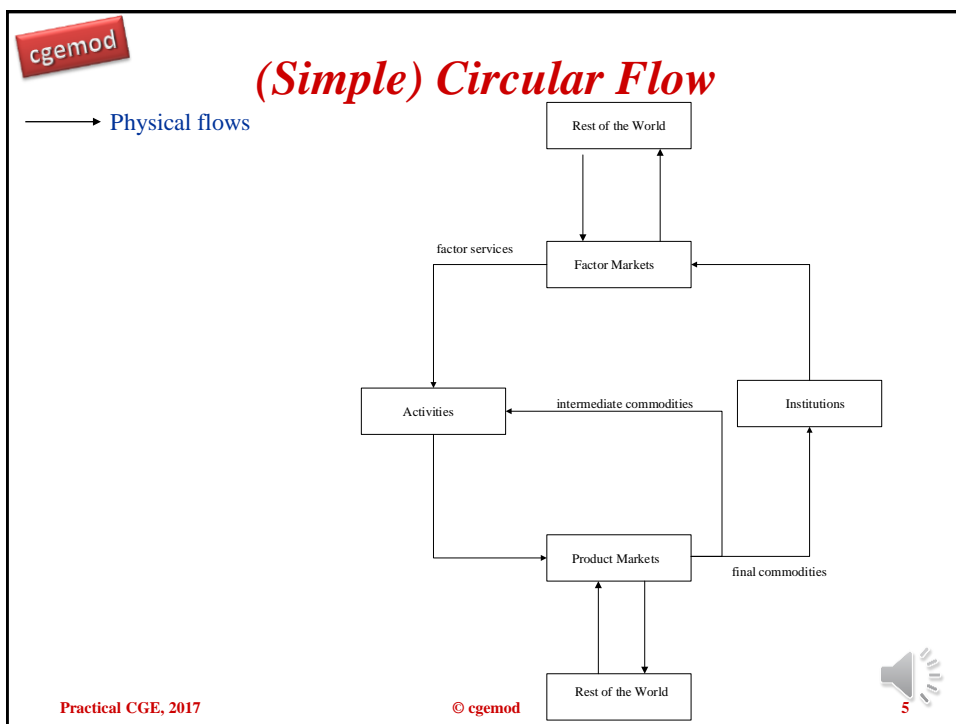 cgemod
(Simple) Circular Flow
Physical flows
Rest of the World
factor services
Factor Markets
Activities
intermediate commodities
Institutions
Product Markets
final commodities
Rest of the World
Practical CGE, 2017
© cgemod
5